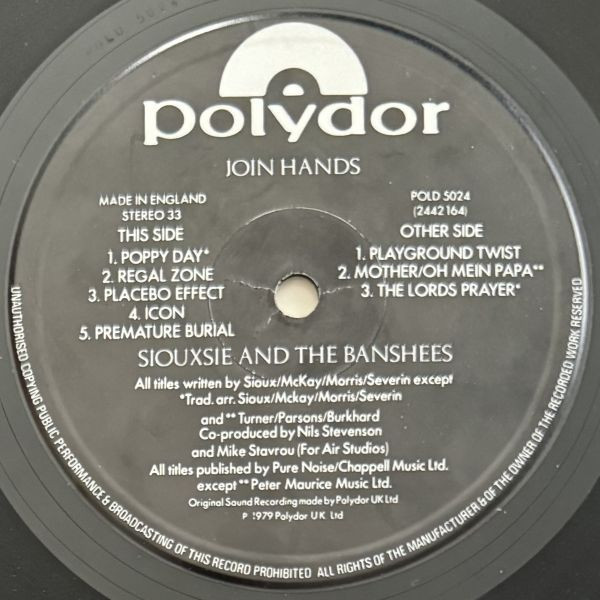 polydor
JOIN HANDS
MADE IN ENGLAND
STEREO 33
THIS SIDE
1. POPPY DAY*
2. REGAL ZONE
3. PLACEBO EFFECT
4. ICON
5. PREMATURE BURIAL
POLD 5024
(2442 164)
OTHER SIDE
1. PLAYGROUND TWIST
2. MOTHER/OH MEIN PAPA**
3. THE LORDS PRAYER*
SIOUXSIE AND THE BANSHEES
All titles written by Sioux/McKay/Morris/Severin except
*Trad. arr. Sioux/Mckay/Morris/Severin
and ** Turner/Parsons/Burkhard
Co-produced by Nils Stevenson
and Mike Stavrou (For Air Studios)
All titles published by Pure Noise/Chappell Music Ltd.
except ** Peter Maurice Music Ltd.
Original Sound Recording made by Polydor UK Ltd
P 1979 Polydor U K Ltd
UNAUTHORISED COPYING PUBLIC PERFORMANCE & BROADCASTING OF THIS RECORD PROHIBITED ALL RIGHTS OF THE MANUFACTURER & OF THE OWNER OF THE RECORDED WORK RESERVED